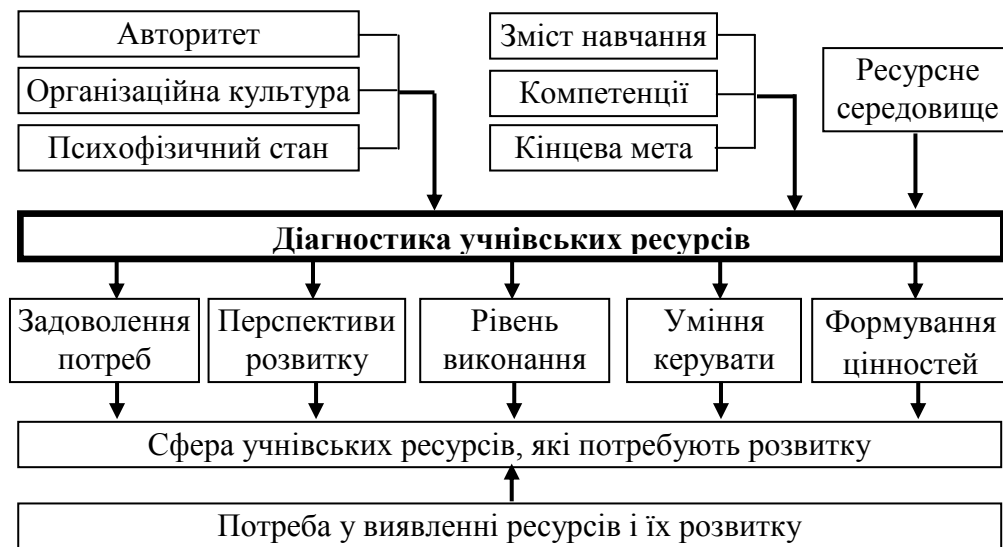 Авторитет
Організаційна культура
Психофізичний стан
Зміст навчання
Компетенції
Кінцева мета
Ресурсне
середовище
Діагностика учнівських ресурсів
Задоволення
потреб
Перспективи
розвитку
Рівень
виконання
Уміння
керувати
Формування
цінностей
Сфера учнівських ресурсів, які потребують розвитку
Потреба у виявленні ресурсів і їх розвитку